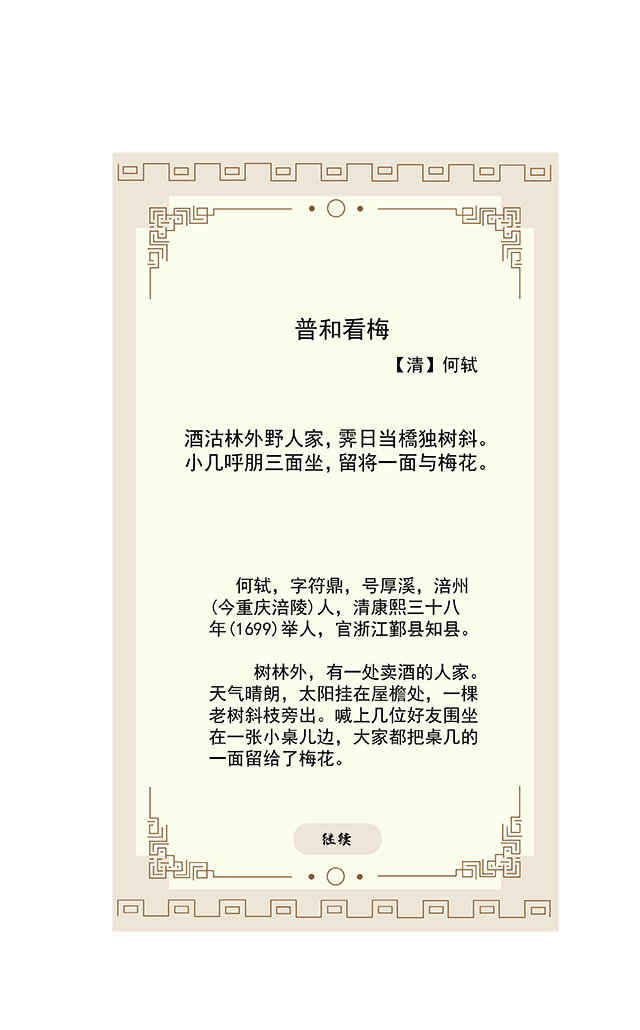 普和看梅
【清】何轼
酒沽林外野人家，霁日当橋独树斜。
小几呼朋三面坐，留将一面与梅花。
何轼，字符鼎，号厚溪，涪州
(今重庆涪陵)人，清康熙三十八
年(1699)举人，官浙江鄞县知县。
树林外，有一处卖酒的人家。
天气晴朗，太阳挂在屋檐处，一棵
老树斜枝旁出。喊上几位好友围坐
在一张小桌儿边，大家都把桌几的
一面留给了梅花。
继续